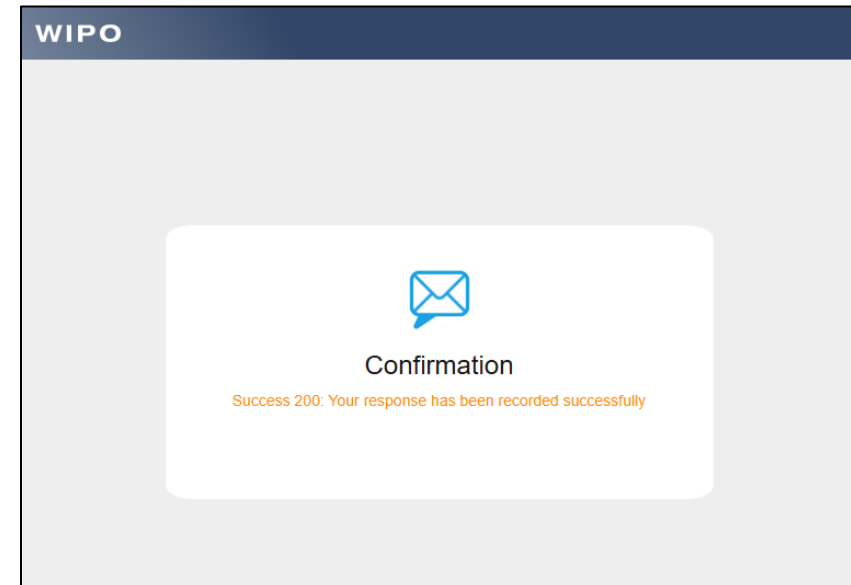 WIPO
Confirmation
Success 200: Your response has been recorded successfully